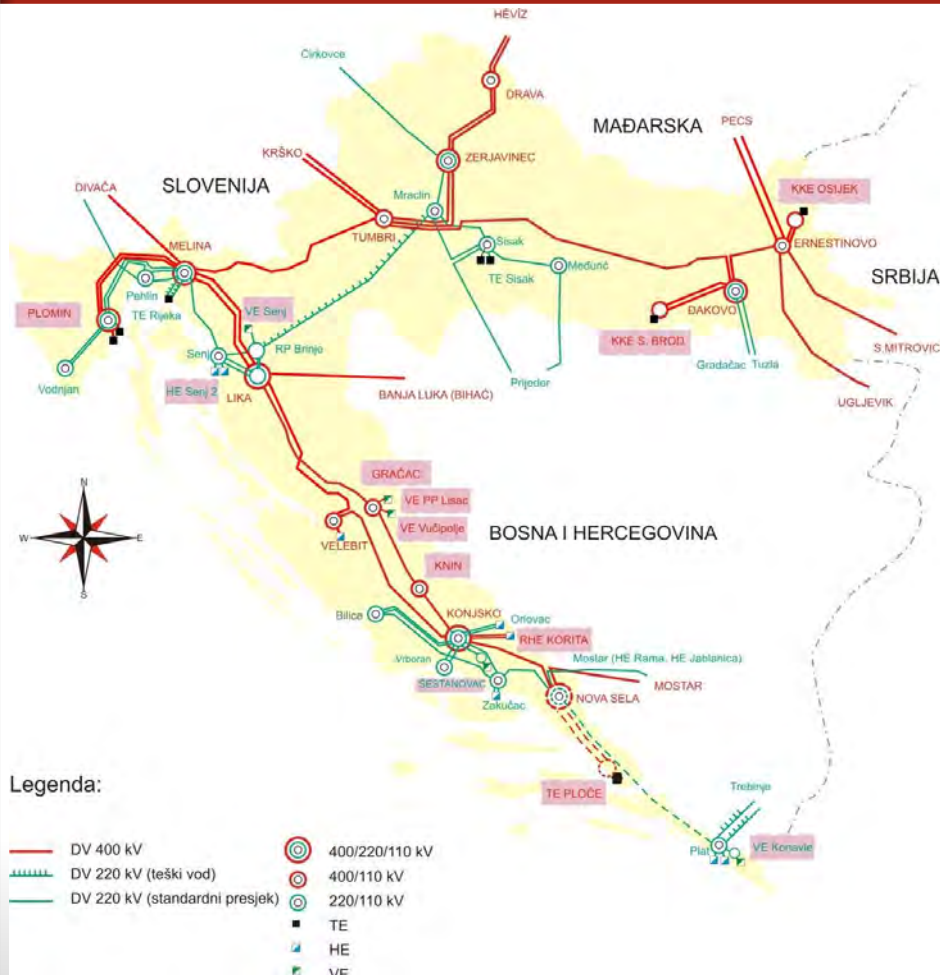 HÉVÍZ
Cirkovce
DRAVA
MAĐARSKA
PECS
KRŠKO
ZERJAVINEC
SLOVENIJA
KKE OSIJEK
DIVAČA
Mraclin
TUMBRI
MELINA
Sisak
ERNESTINOVO
Međurić
SRBIJA
TE Sisak
Pehlin
TE Rijeka
VE Senj
ĐAKOVO
PLOMIN
KKE S. BROD
Senj
RP Brinje
S.MITROVIC
Vodnjan
Gradačac
Tuzla
Prijedor
HE Senj 2
LIKA
BANJA LUKA (BIHAĆ)
UGLJEVIK
GRAČAC
N
VE PP Lisac
W
E
VE Vučipolje
BOSNA I HERCEGOVINA
VELEBIT
KNIN
S
Bilice
KONJSKO
Orlovac
RHE KORITA
Vrboran
Mostar (HE Rama, HE Jablanica)
ŠESTANOVAC
MOSTAR
Zakučac
NOVA SELA
TE PLOČE
Trebinje
Plat
VE Konavle
Legenda:
DV 400 kV
DV 220 kV (teški vod)
DV 220 kV (standardni presjek)
400/220/110 kV
400/110 kV
220/110 kV
TE
HE
VE